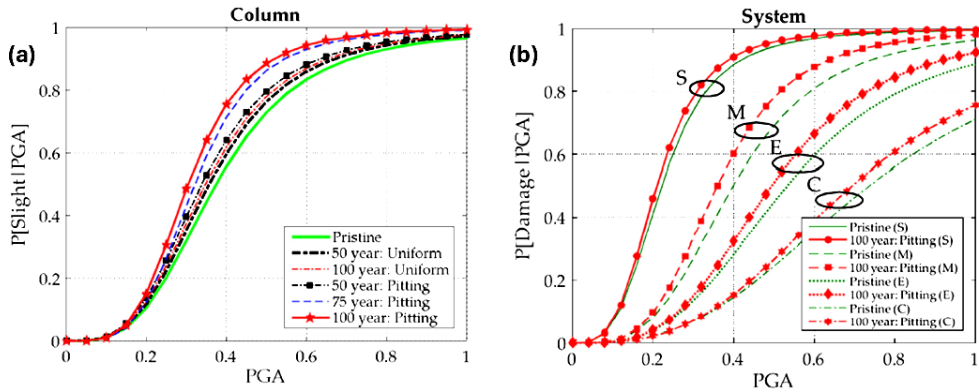 Column
(a)
P[Slight|PGA]
1
0.8
0.6
0.4
0.2
0
0 0.2 0.4 0.6 0.8 1
PGA
Pristine
50 year: Uniform
100 year: Uniform
50 year: Pitting
75 year: Pitting
100 year: Pitting
System
(b)
P[Damage|PGA]
1
0.8
0.6
0.4
0.2
0
0 0.2 0.4 0.6 0.8 1
PGA
S
M
E
C
Pristine (S)
100 year: Pitting (S)
Pristine (M)
100 year: Pitting (M)
Pristine (E)
100 year: Pitting (E)
Pristine (C)
100 year: Pitting (C)